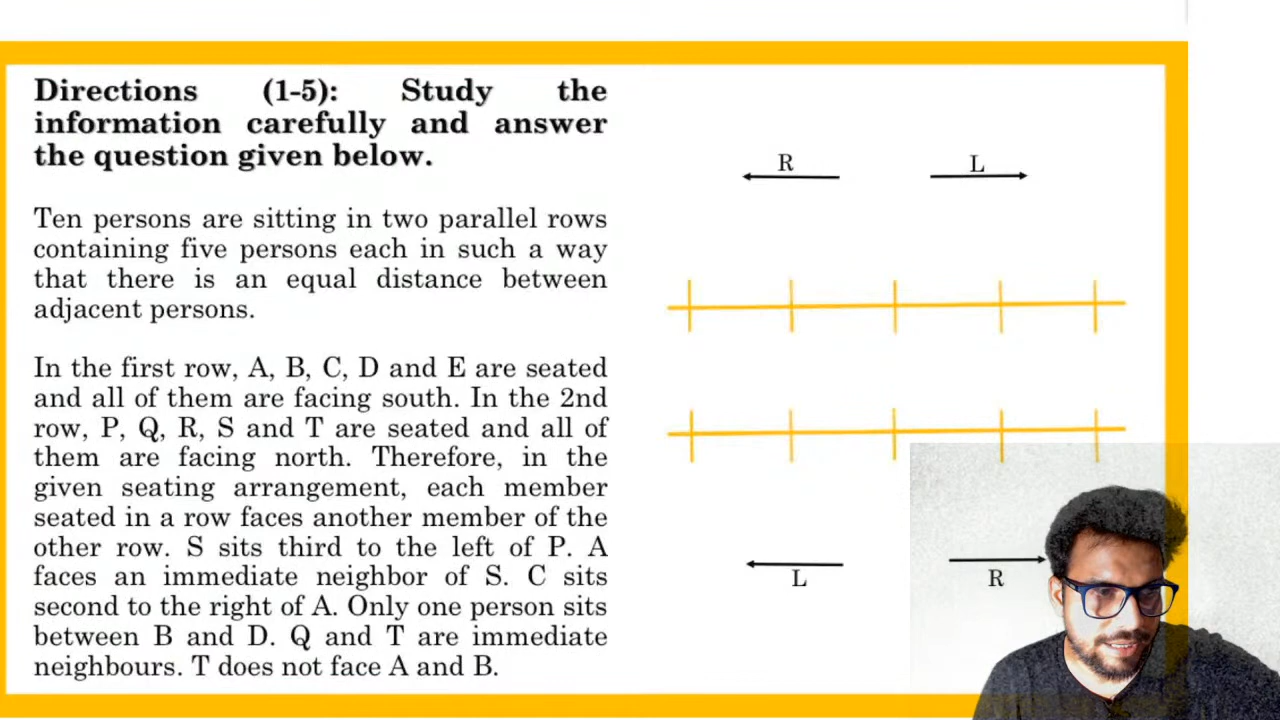 Directions (1-5): Study the
information carefully and answer
the question given below.
Ten persons are sitting in two parallel rows
containing five persons each in such a way
that there is an equal distance between
adjacent persons.
In the first row, A, B, C, D and E are seated
and all of them are facing south. In the 2nd
row, P, Q, R, S and T are seated and all of
them are facing north. Therefore, in the
given seating arrangement, each member
seated in a row faces another member of the
other row. S sits third to the left of P. A
faces an immediate neighbor of S. C sits
second to the right of A. Only one person sits
between B and D. Q and T are immediate
neighbours. T does not face A and B.
R
L
L
R